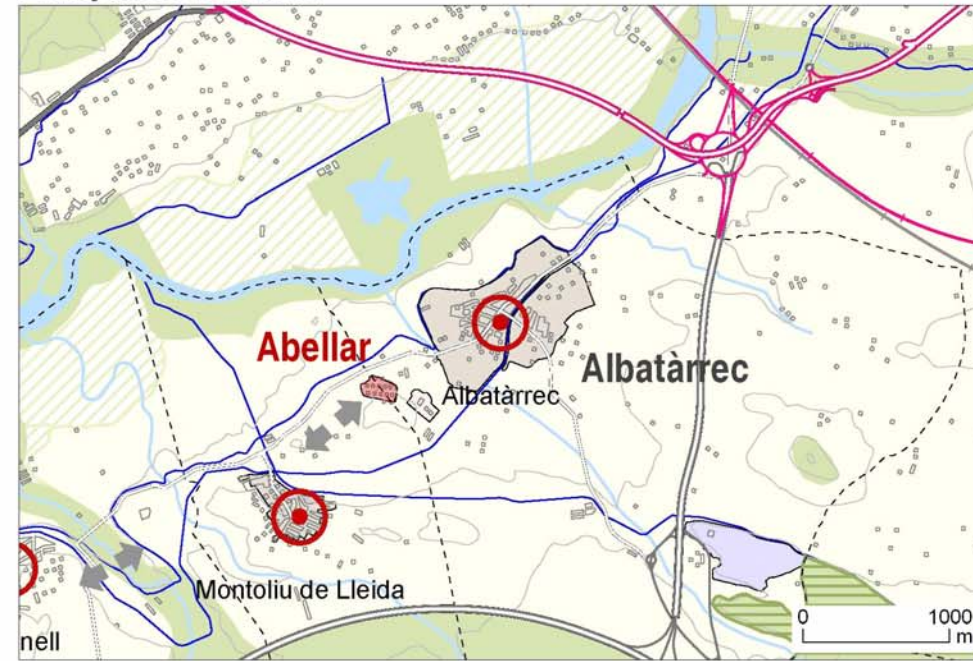 Abellar
Albatàrrec
Albatàrrec
Montoliu de Lleida
nell
0 1000
m